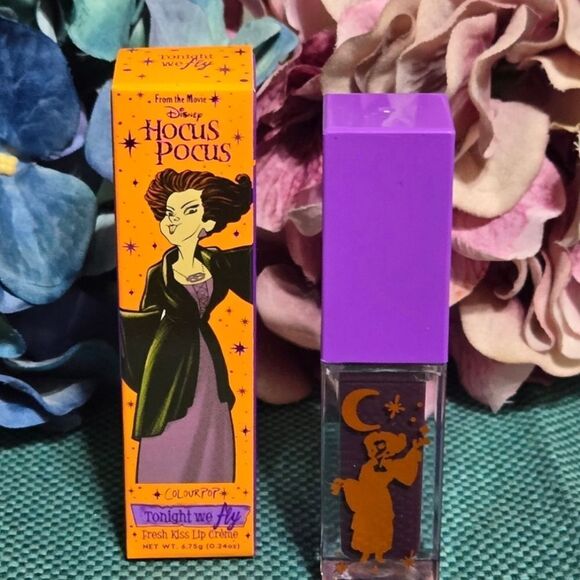 Tonight
we fly
From the Movie
Disney
HOCUS
POCUS
COLOURPOP
Tonight we fly
Fresh Kiss Lip Crème
NET WT. 6.75g (0.24oz)